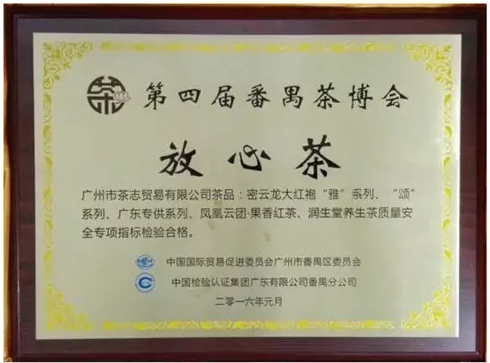 茶
第四届番禺茶博会
放心茶
广州市茶志贸易有限公司茶品：密云龙大红袍“雅”系列、“颂”
系列、广东专供系列、凤凰云团·果香红茶、润生堂养生茶质量安
全专项指标检验合格。
中国国际贸易促进委员会广州市番禺区委员会
中国检验认证集团广东有限公司番禺分公司
二零一六年元月